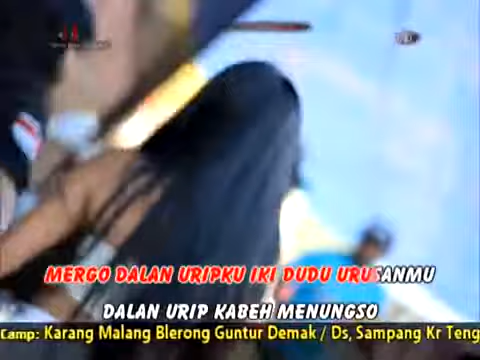 MERGO DALAN URIPKU IKI DUDU URUSANMU
DALAN URIP KABEH MENUNGSO
Camp: Karang Malang Blerong Guntur Demak / Ds, Sampang Kr Teng